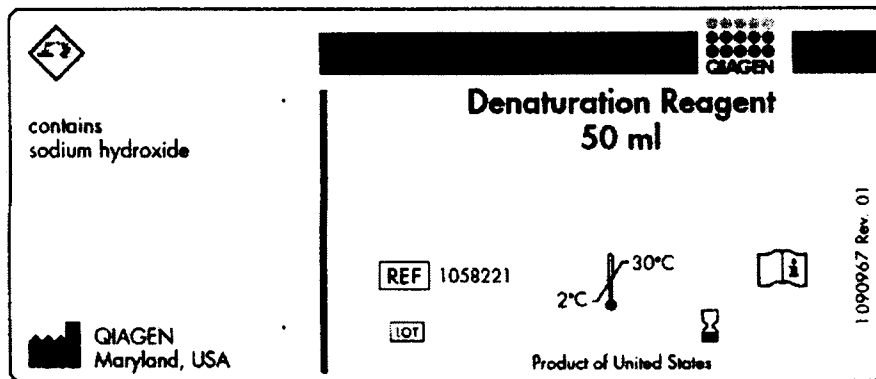 contains
sodium hydroxide
QIAGEN
Maryland, USA
QIAGEN
Denaturation Reagent
50 ml
REF 1058221
2°C
30°C
i
LOT
Product of United States
1090967 Rev. 01